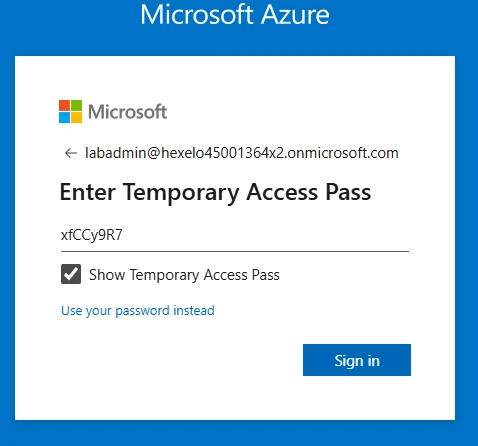 Microsoft Azure
Microsoft
labadmin@hexelo45001364x2.onmicrosoft.com
Enter Temporary Access Pass
xfCCy9R7
Show Temporary Access Pass
Use your password instead
Sign in